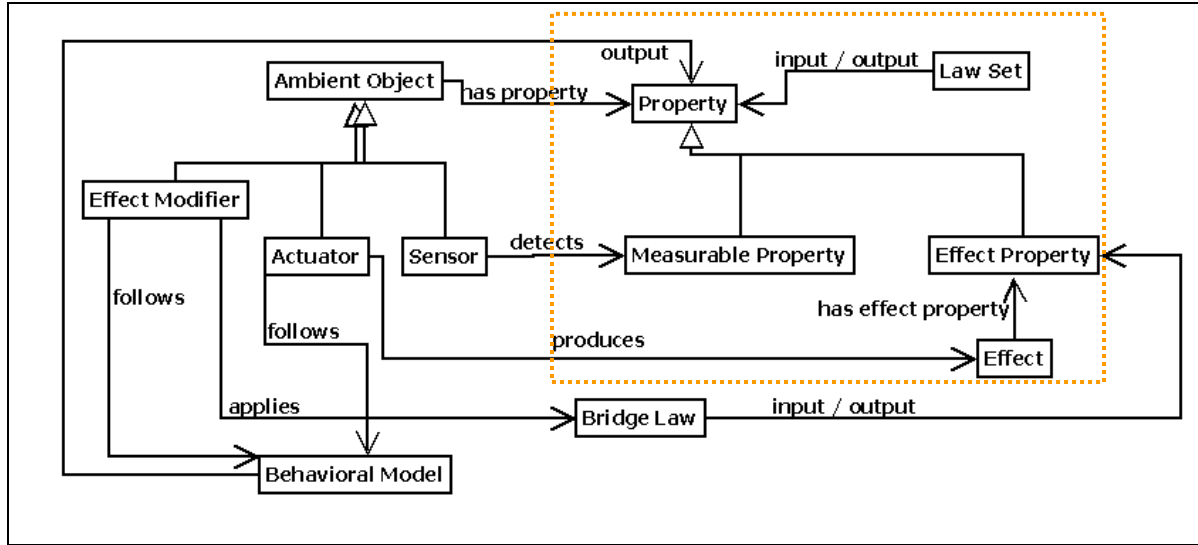 output
input / output
Law Set
Ambient Object
has property
Property
Effect Modifier
Actuator
Sensor
detects
Measurable Property
Effect Property
follows
has effect property
follows
produces
Effect
applies
Bridge Law
input / output
Behavioral Model